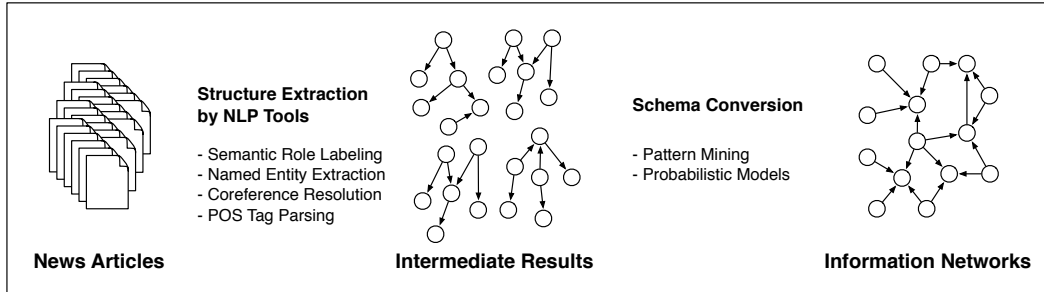 Structure Extraction
by NLP Tools
- Semantic Role Labeling
- Named Entity Extraction
- Coreference Resolution
- POS Tag Parsing
Schema Conversion
- Pattern Mining
- Probabilistic Models
News Articles
Intermediate Results
Information Networks